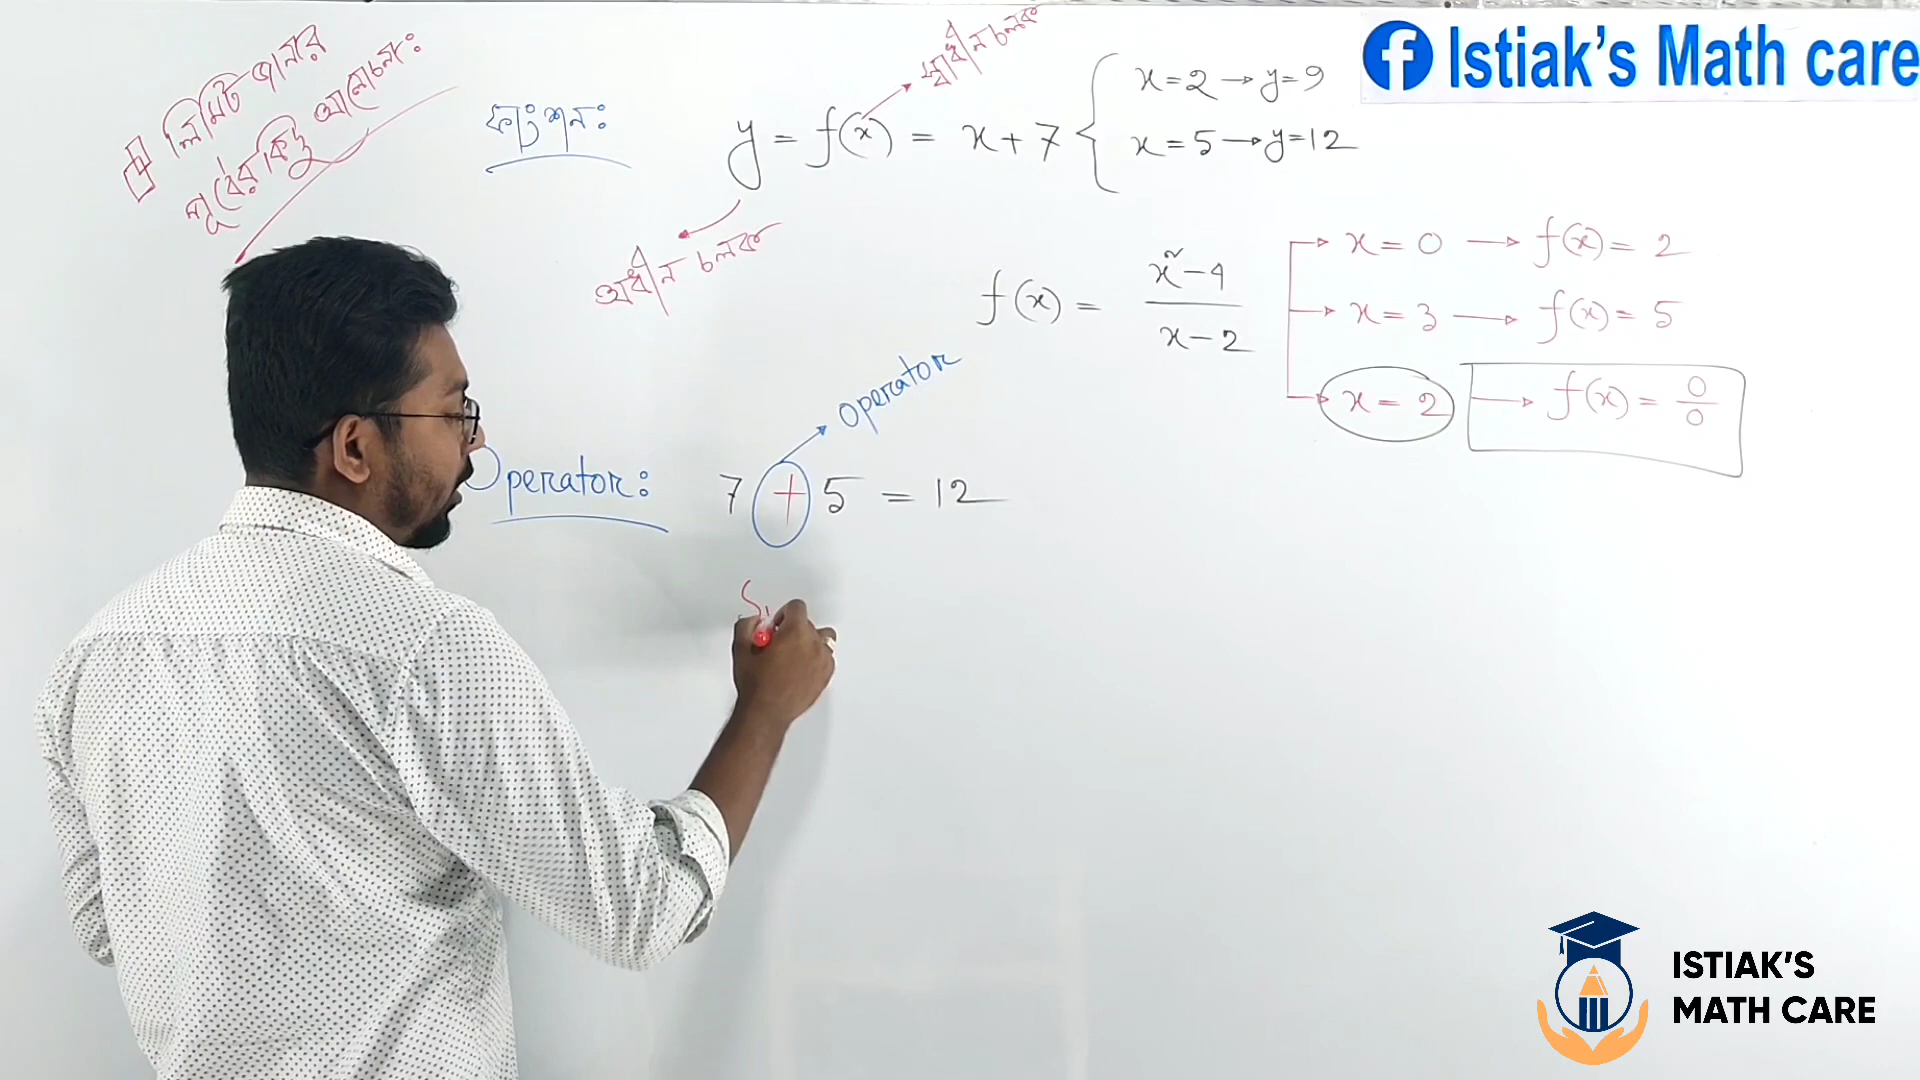 লিমিট জানার
পূর্বের কিছু আলোচনা:
ফাংশন:
y = f(x) = x + 7
স্বাধীন চলক
অধীন চলক
x = 2 → y = 9
x = 5 → y = 12
Istiak's Math care
f(x) = x² - 4 / x - 2
x = 0 → f(x) = 2
x = 3 → f(x) = 5
x = 2 → f(x) = 0/0
Operator
Operator: 7 + 5 = 12
Si
ISTIAK'S
MATH CARE